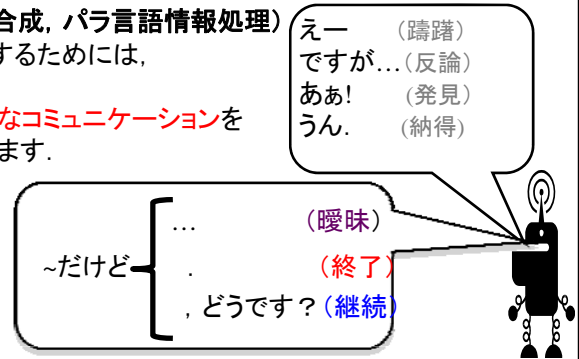 合成, パラ言語情報処理)
するためには,
なコミュニケーションを
ます.
えー (躊躇)
ですが…(反論)
あぁ! (発見)
うん. (納得)
~だけど
… (曖昧)
. (終了)
, どうです？(継続)